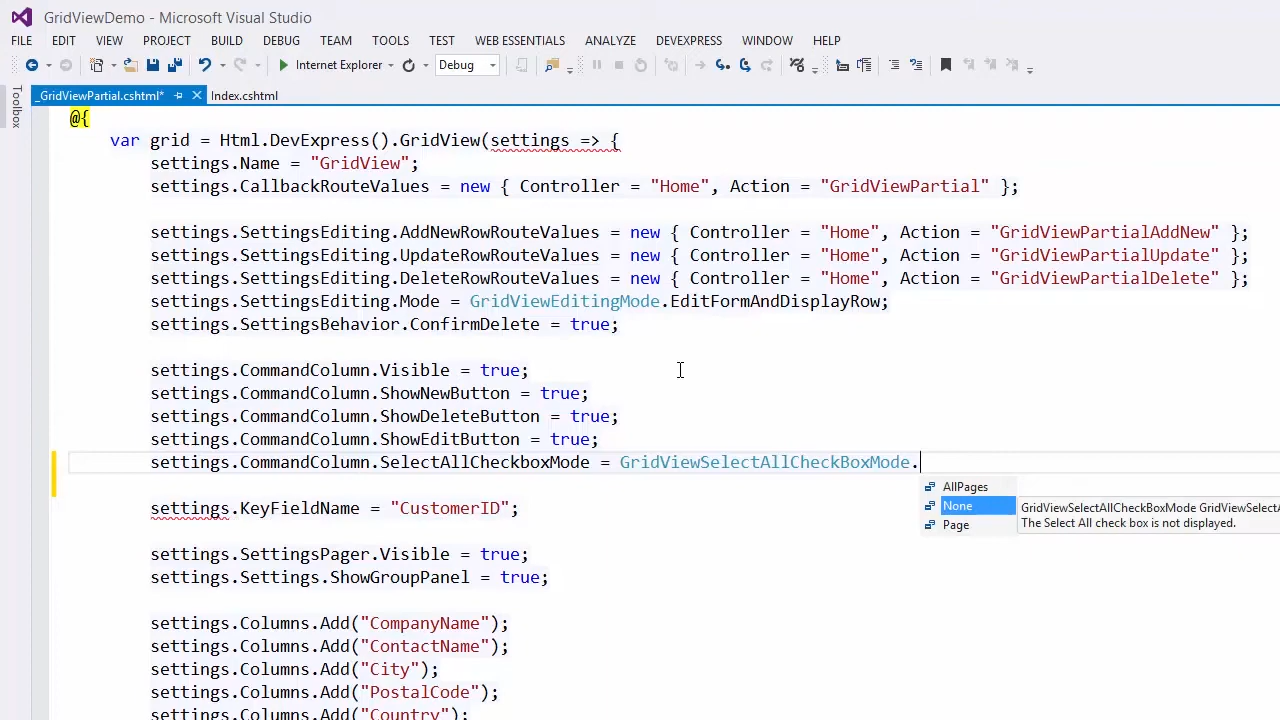 GridViewDemo - Microsoft Visual Studio
FILE EDIT VIEW PROJECT BUILD DEBUG TEAM TOOLS TEST WEB ESSENTIALS ANALYZE DEVEXPRESS WINDOW HELP
Internet Explorer Debug
Toolbox
_GridViewPartial.cshtml* Index.cshtml
@{
var grid = Html.DevExpress().GridView(settings => {
settings.Name = "GridView";
settings.CallbackRouteValues = new { Controller = "Home", Action = "GridViewPartial" };
settings.SettingsEditing.AddNewRowRouteValues = new { Controller = "Home", Action = "GridViewPartialAddNew" };
settings.SettingsEditing.UpdateRowRouteValues = new { Controller = "Home", Action = "GridViewPartialUpdate" };
settings.SettingsEditing.DeleteRowRouteValues = new { Controller = "Home", Action = "GridViewPartialDelete" };
settings.SettingsEditing.Mode = GridViewEditingMode.EditFormAndDisplayRow;
settings.SettingsBehavior.ConfirmDelete = true;
settings.CommandColumn.Visible = true;
settings.CommandColumn.ShowNewButton = true;
settings.CommandColumn.ShowDeleteButton = true;
settings.CommandColumn.ShowEditButton = true;
settings.CommandColumn.SelectAllCheckboxMode = GridViewSelectAllCheckBoxMode.
AllPages
None
Page
GridViewSelectAllCheckBoxMode GridViewSelectA
The Select All check box is not displayed.
settings.KeyFieldName = "CustomerID";
settings.SettingsPager.Visible = true;
settings.Settings.ShowGroupPanel = true;
settings.Columns.Add("CompanyName");
settings.Columns.Add("ContactName");
settings.Columns.Add("City");
settings.Columns.Add("PostalCode");
settings.Columns.Add("Country");